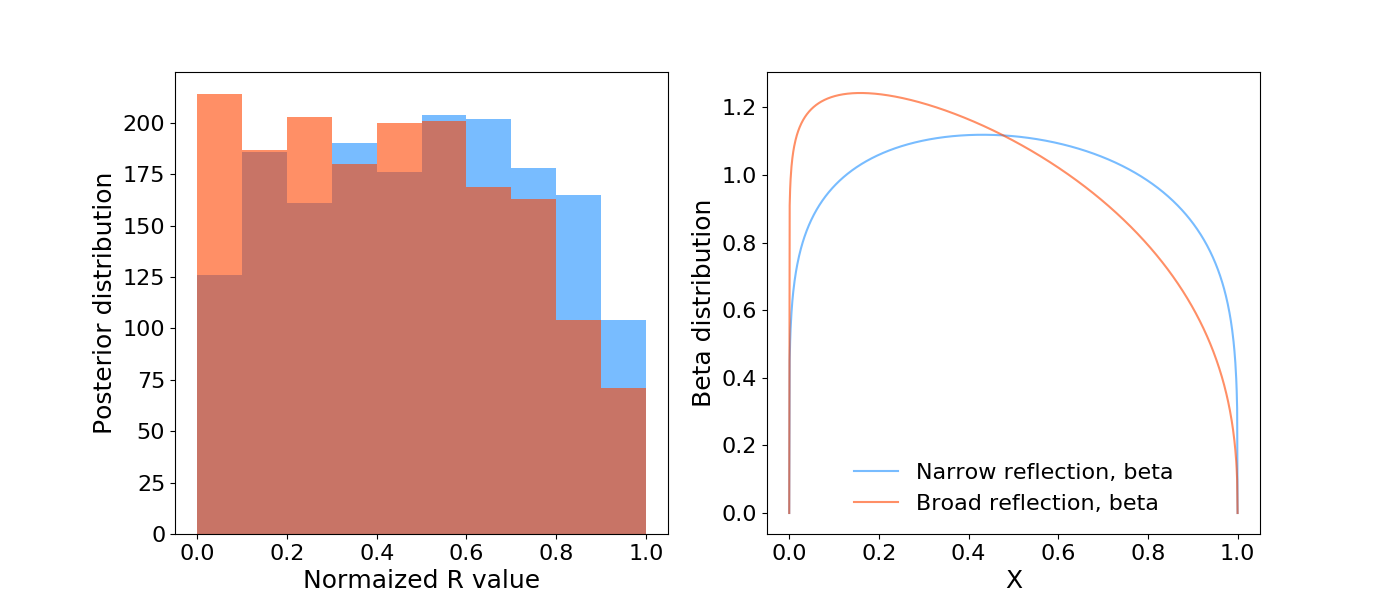 Posterior distribution
200
175
150
125
100
75
50
25
0
0.0 0.2 0.4 0.6 0.8 1.0
Normaized R value
Beta distribution
1.2
1.0
0.8
0.6
0.4
0.2
0.0
Narrow reflection, beta
Broad reflection, beta
0.0 0.2 0.4 0.6 0.8 1.0
X